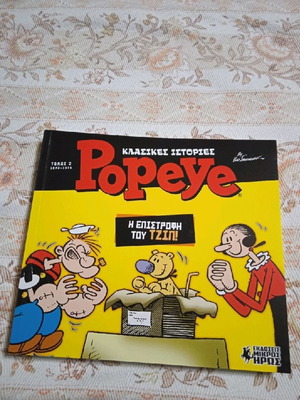 ΚΛΑΣΙΚΕΣ ΙΣΤΟΡΙΕΣ
ΤΟΜΟΣ 2
Popeye
Η ΕΠΙΣΤΡΟΦΗ
ΤΟΥ ΤΖΙΠ!
ΕΚΔΟΣΕΙΣ
ΜΙΚΡΟΣ
ΗΡΩΣ